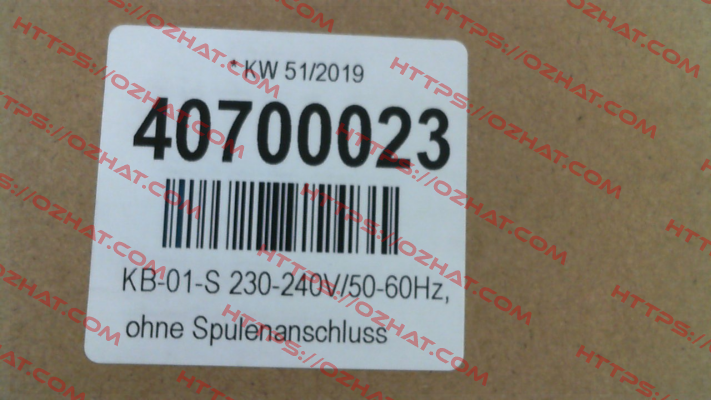 * KW 51/2019
40700023
KB-01-S 230-240V/50-60Hz,
ohne Spulenanschluss
HTTPS://OZHAT.COM